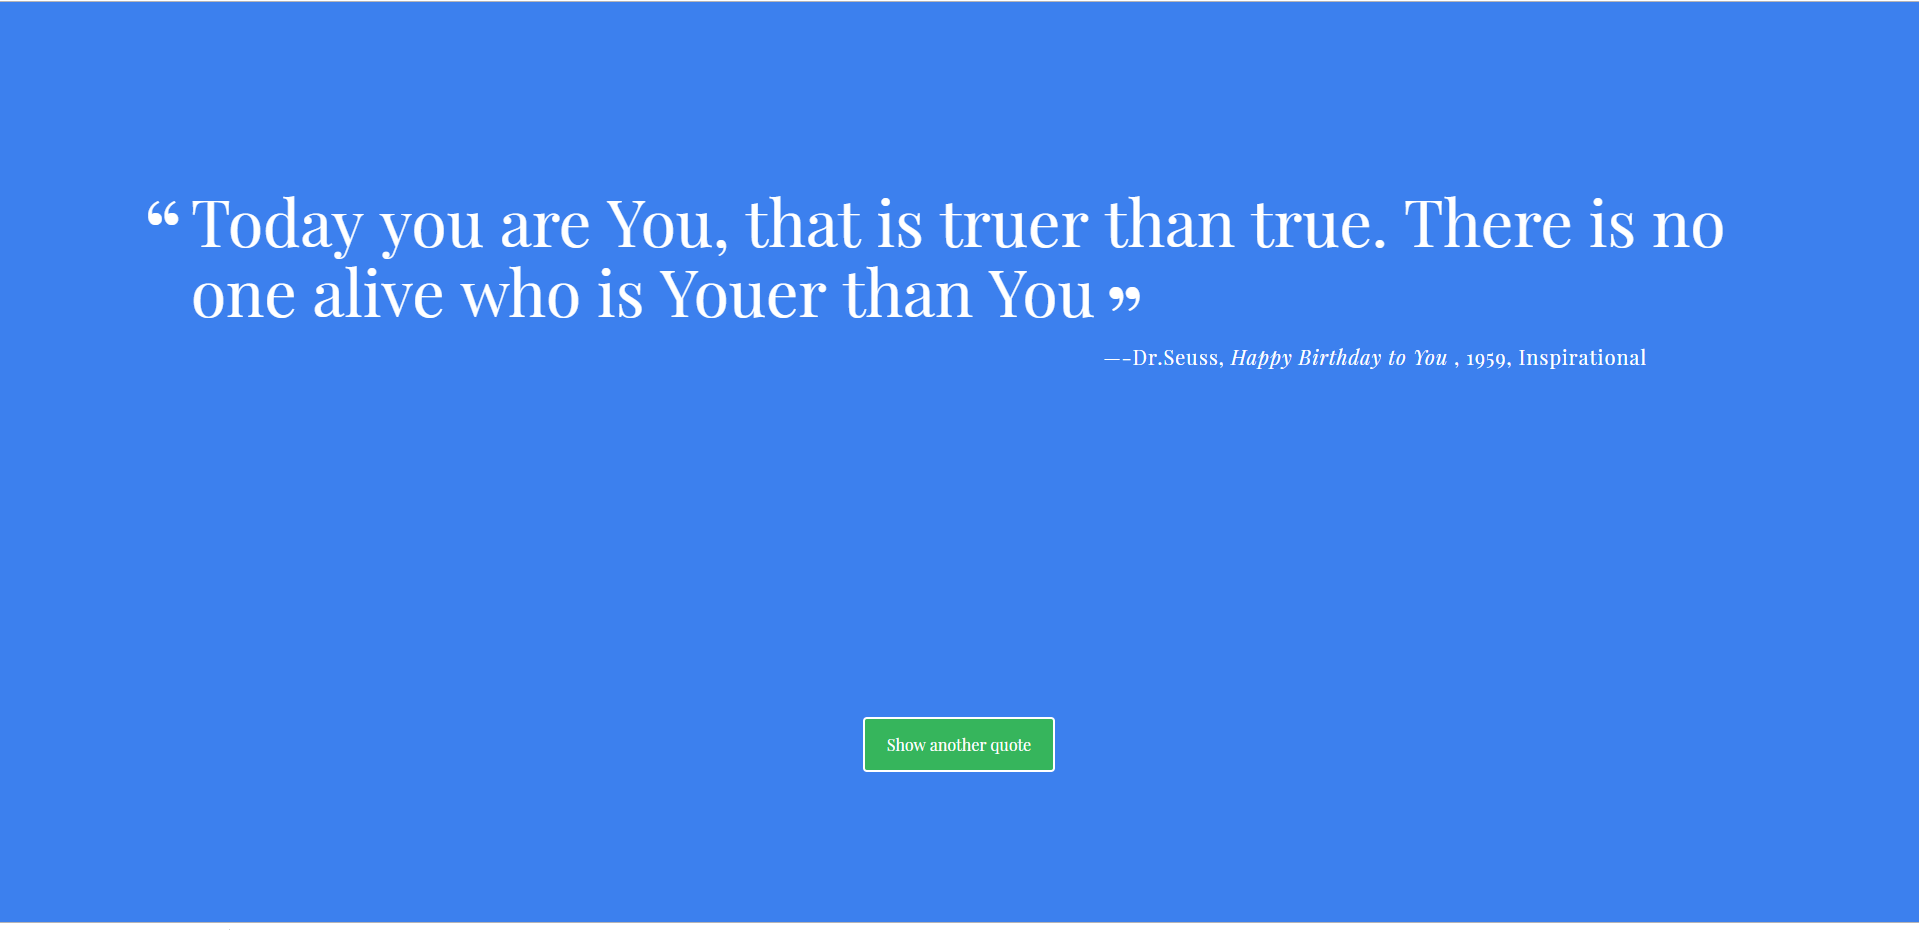 “ Today you are You, that is truer than true. There is no
one alive who is Youer than You ”
—-Dr.Seuss, Happy Birthday to You , 1959, Inspirational
Show another quote